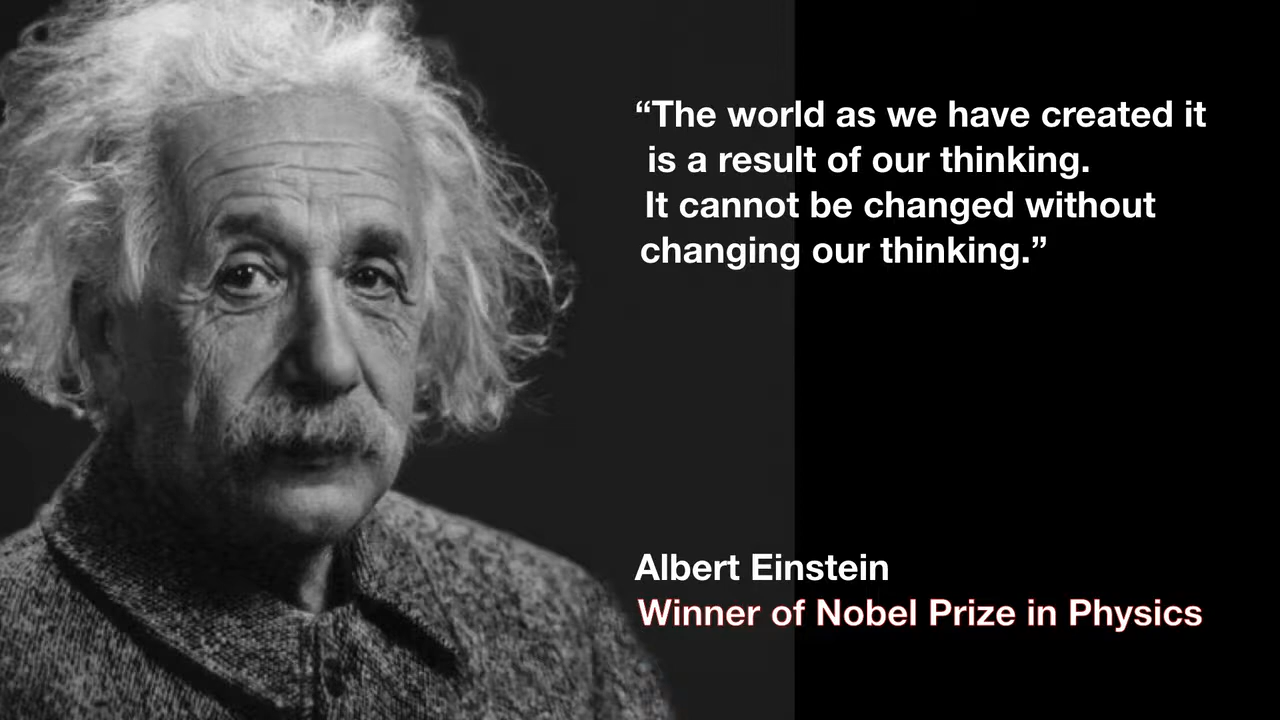 “The world as we have created it
is a result of our thinking.
It cannot be changed without
changing our thinking.”
Albert Einstein
Winner of Nobel Prize in Physics